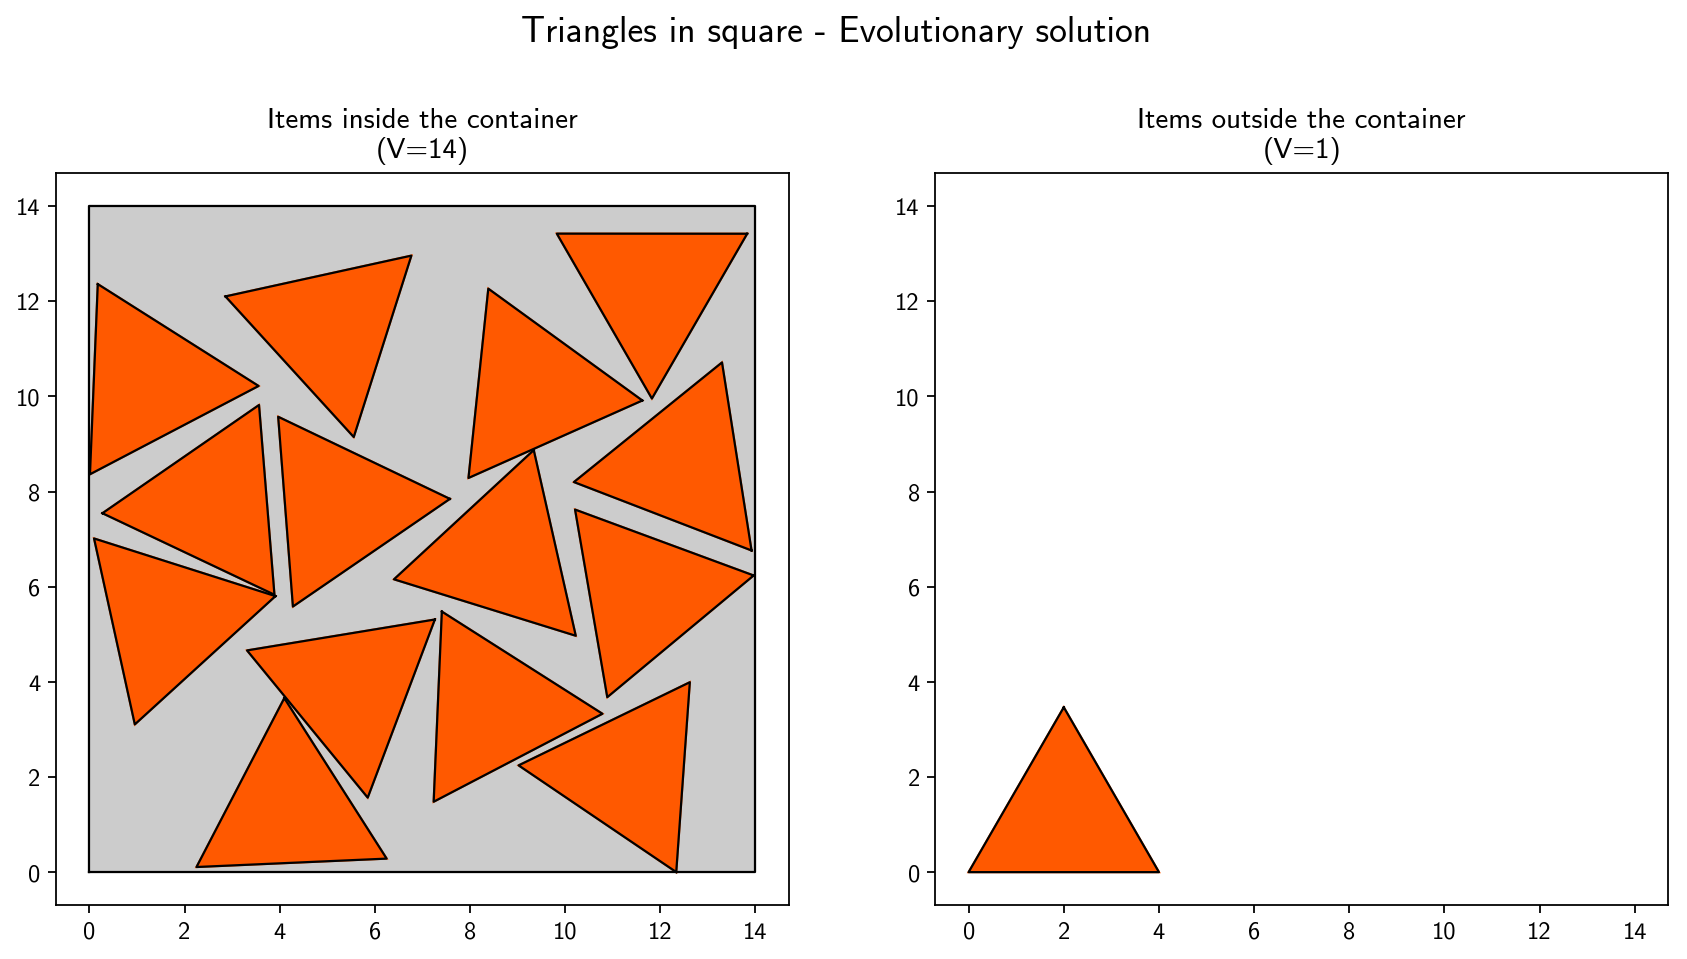 Triangles in square - Evolutionary solution
Items inside the container
(V=14)
14
12
10
8
6
4
2
0
0 2 4 6 8 10 12 14
Items outside the container
(V=1)
14
12
10
8
6
4
2
0
0 2 4 6 8 10 12 14